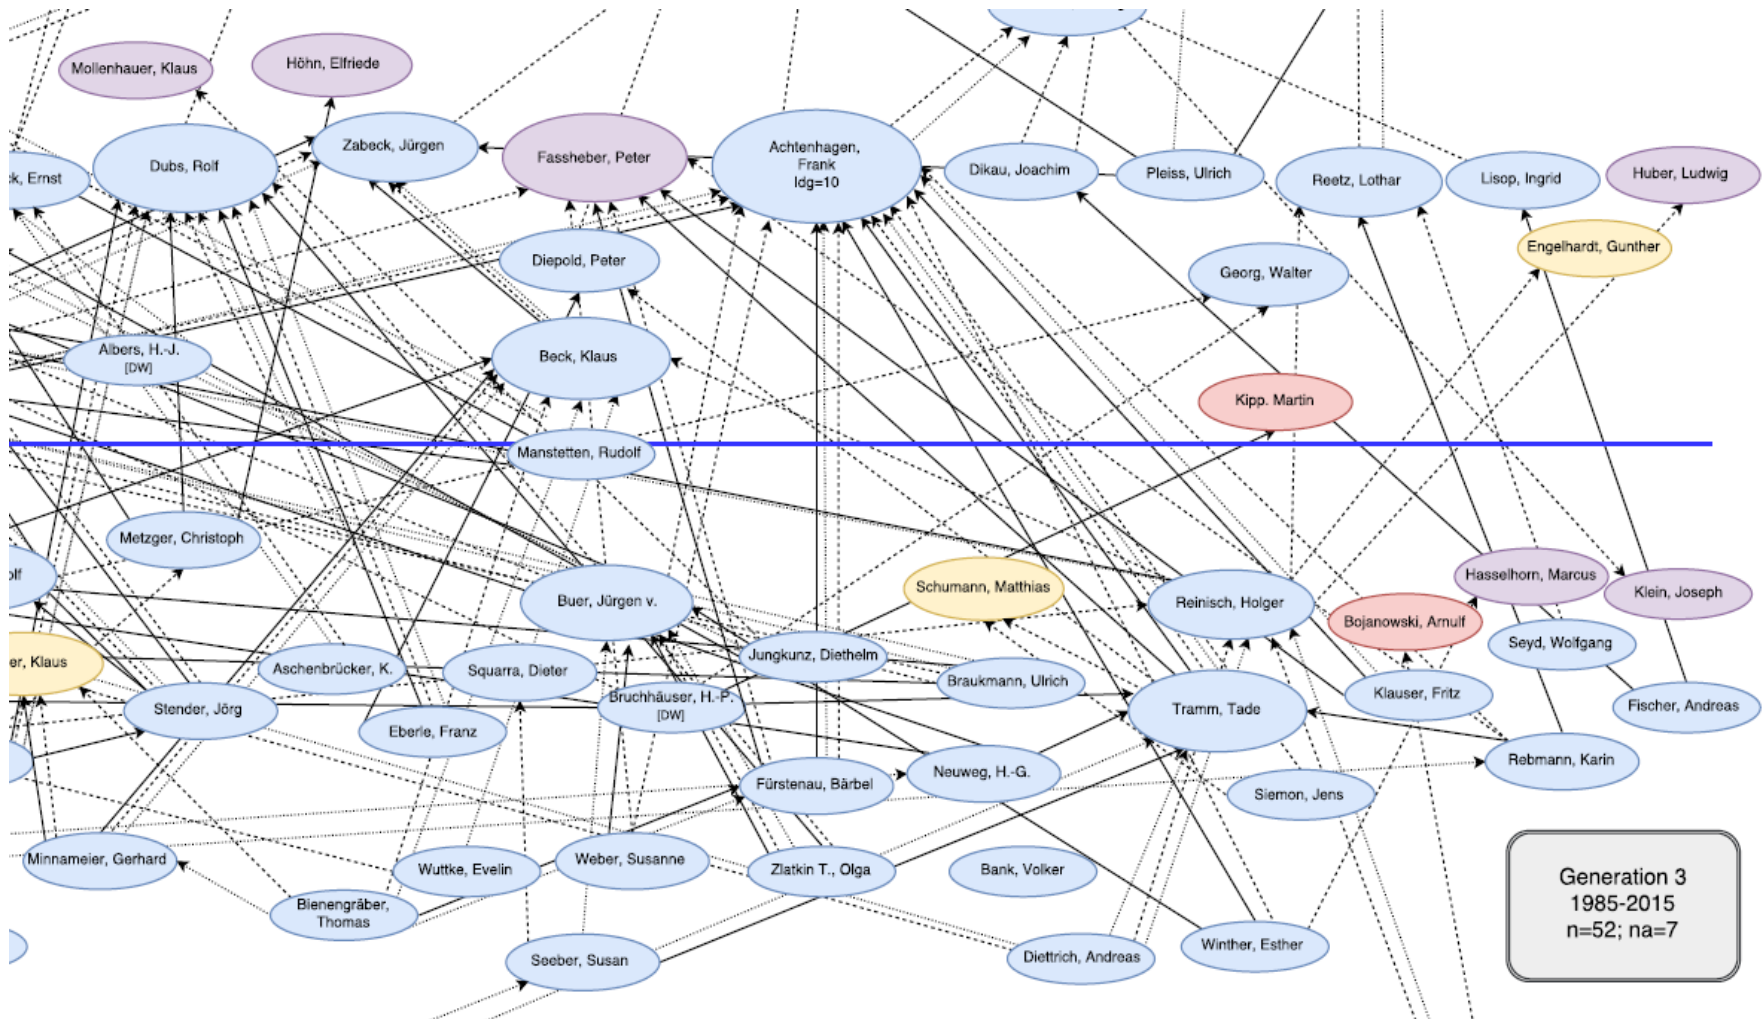 Mollenhauer, Klaus
Höhn, Elfriede
Dubs, Rolf
Zabeck, Jürgen
Fassheber, Peter
Achtenhagen,
Frank
Idg=10
Dikau, Joachim
Pleiss, Ulrich
Reetz, Lothar
Lisop, Ingrid
Huber, Ludwig
ck, Ernst
Engelhardt, Gunther
Diepold, Peter
Georg, Walter
Albers, H.-J.
[DW]
Beck, Klaus
Kipp. Martin
Manstetten, Rudolf
Metzger, Christoph
olf
Buer, Jürgen v.
Schumann, Matthias
Reinisch, Holger
Hasselhorn, Marcus
Klein, Joseph
Bojanowski, Arnulf
Seyd, Wolfgang
er, Klaus
Aschenbrücker, K.
Squarra, Dieter
Jungkunz, Diethelm
Braukmann, Ulrich
Klauser, Fritz
Fischer, Andreas
Stender, Jörg
Eberle, Franz
Bruchhäuser, H.-P.
[DW]
Tramm, Tade
Rebmann, Karin
Fürstenau, Bärbel
Neuweg, H.-G.
Siemon, Jens
Minnameier, Gerhard
Wuttke, Evelin
Weber, Susanne
Zlatkin T., Olga
Bank, Volker
Bienengräber,
Thomas
Seeber, Susan
Diettrich, Andreas
Winther, Esther
Generation 3
1985-2015
n=52; na=7